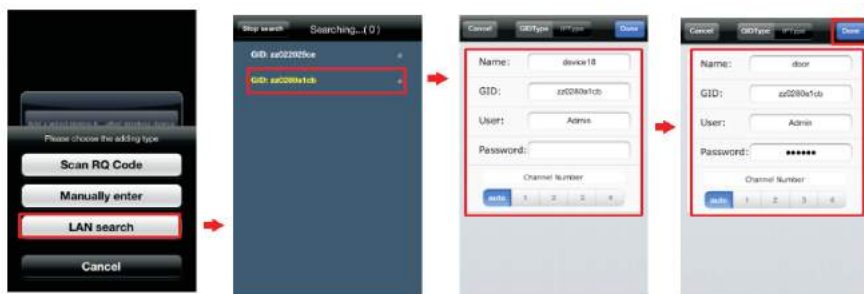 Please choose the adding type
Scan RQ Code
Manually enter
LAN search
Cancel
Stop search
Searching...( 0 )
GID: zz022025ce
GID: zz0280a1cb
Cancel
GIDType
IPType
Done
Name:
device18
GID:
zz0280a1cb
User:
Admin
Password:
Channel Number
auto 1 2 3 4
Cancel
GIDType
IPType
Done
Name:
door
GID:
zz0280a1cb
User:
Admin
Password:
••••••
Channel Number
auto 1 2 3 4